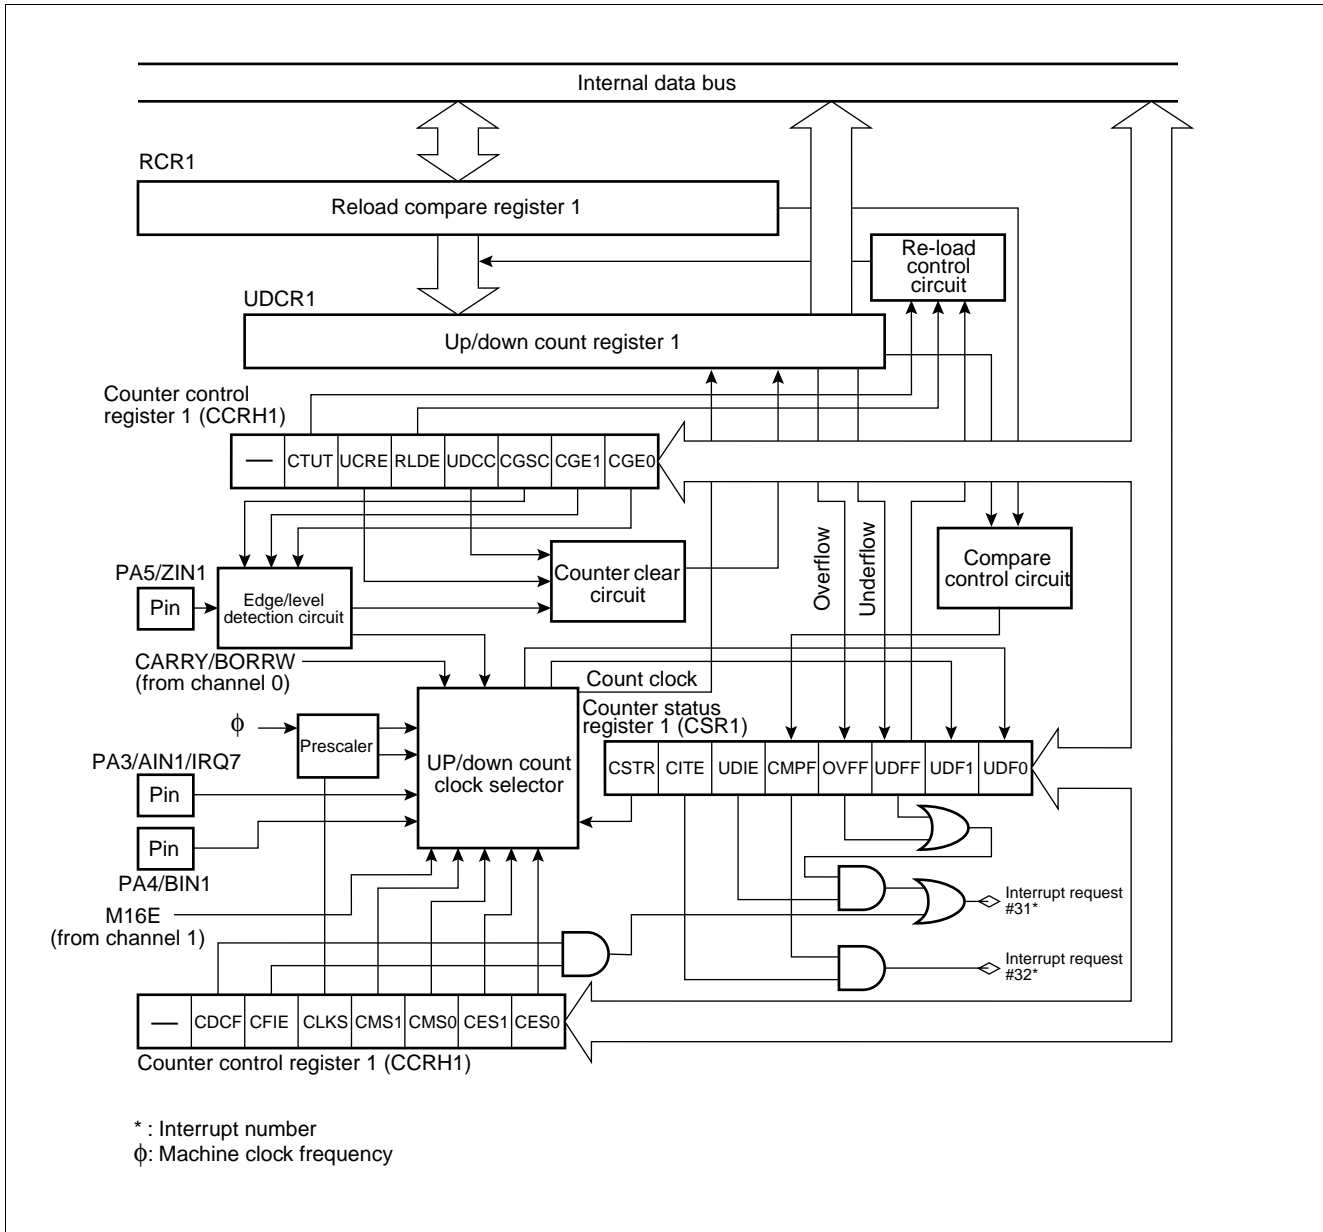 Internal data bus
RCR1
Reload compare register 1
Re-load
control
circuit
UDCR1
Up/down count register 1
Counter control
register 1 (CCRH1)
— CTUT UCRE RLDE UDCC CGSC CGE1 CGE0
Overflow
Underflow
Compare
control circuit
Counter clear
circuit
PA5/ZIN1
Pin
Edge/level
detection circuit
CARRY/BORRW
(from channel 0)
Count clock
Counter status
register 1 (CSR1)
ϕ
Prescaler
UP/down count
clock selector
CSTR CITE UDIE CMPF OVFF UDFF UDF1 UDF0
PA3/AIN1/IRQ7
Pin
Pin
PA4/BIN1
M16E
(from channel 1)
Interrupt request
#31*
Interrupt request
#32*
— CDCF CFIE CLKS CMS1 CMS0 CES1 CES0
Counter control register 1 (CCRH1)
* : Interrupt number
ϕ: Machine clock frequency